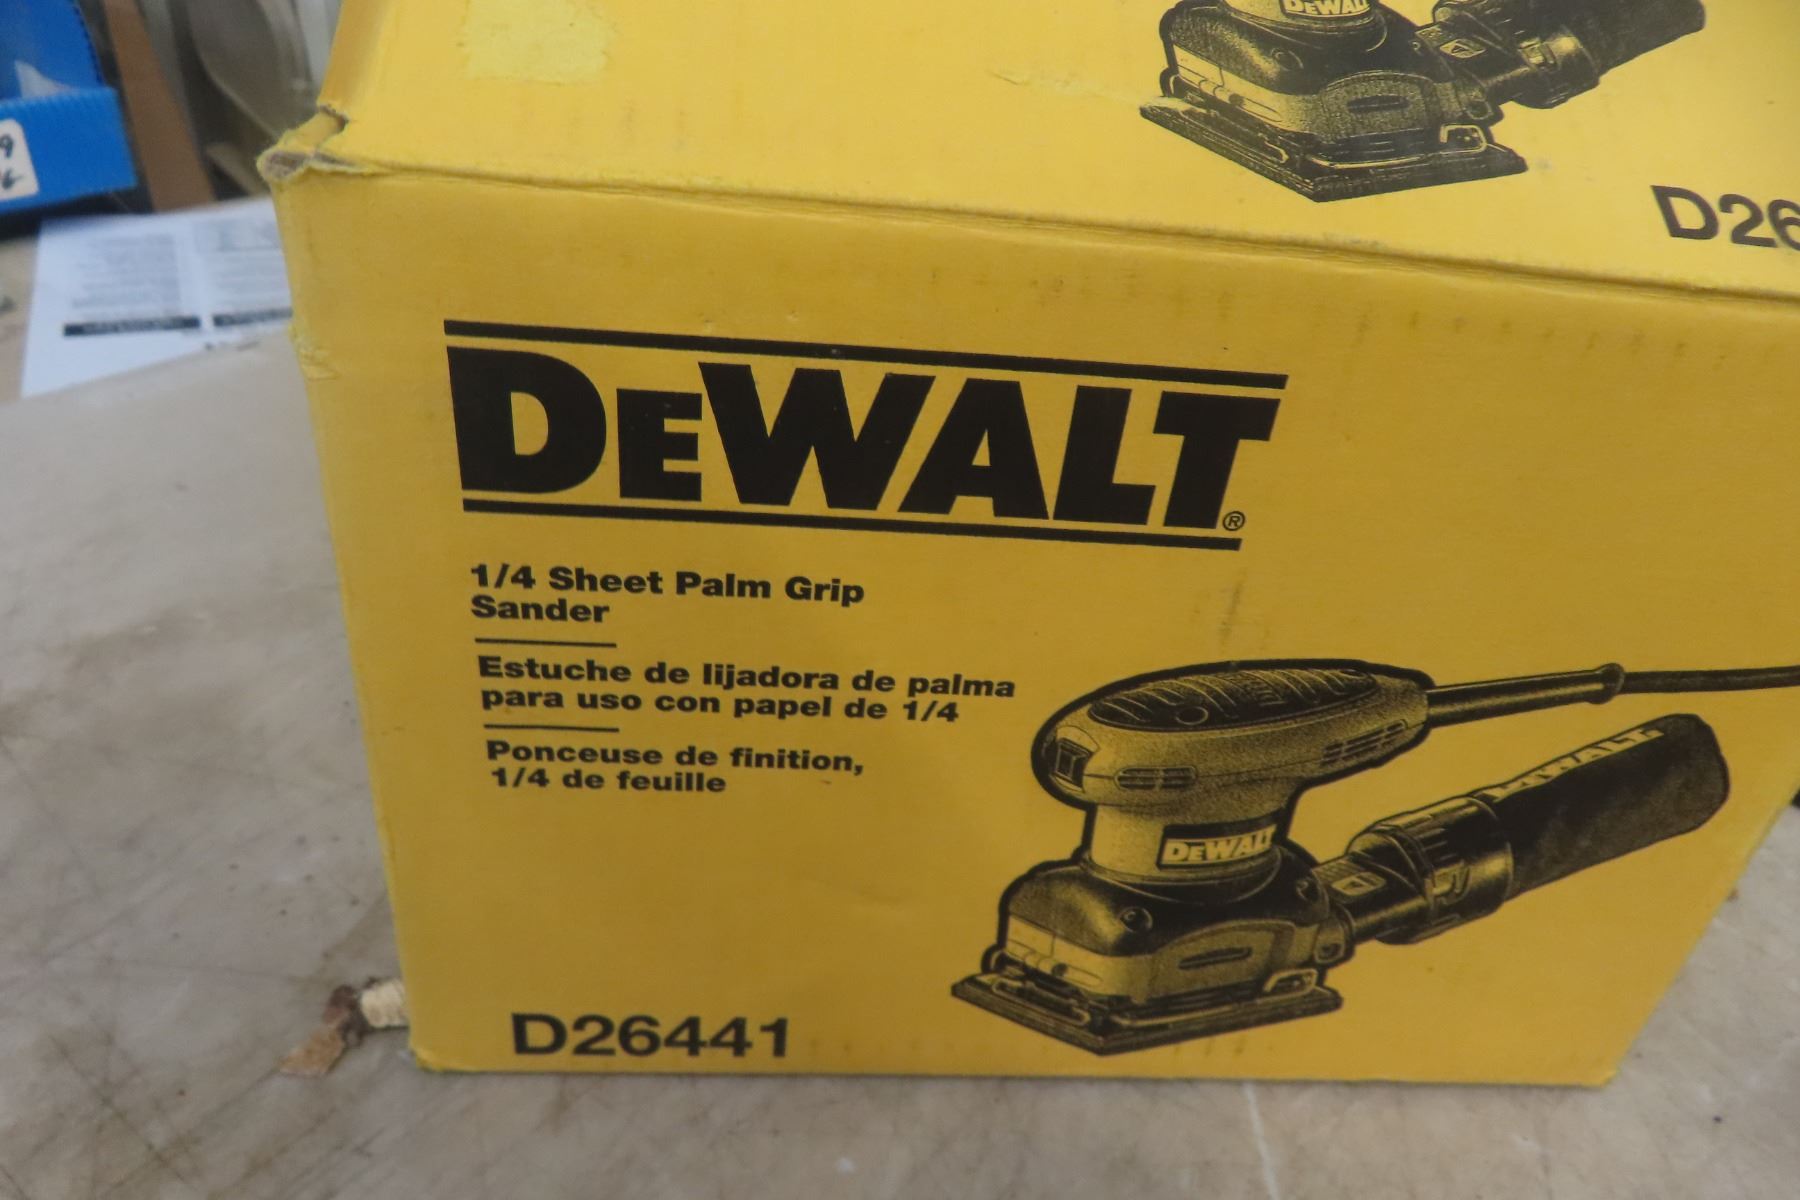 DEWALT
D26
9
DEWALT®
1/4 Sheet Palm Grip
Sander
Estuche de lijadora de palma
para uso con papel de 1/4
Ponceuse de finition,
1/4 de feuille
DEWALT
DEWALT
D26441